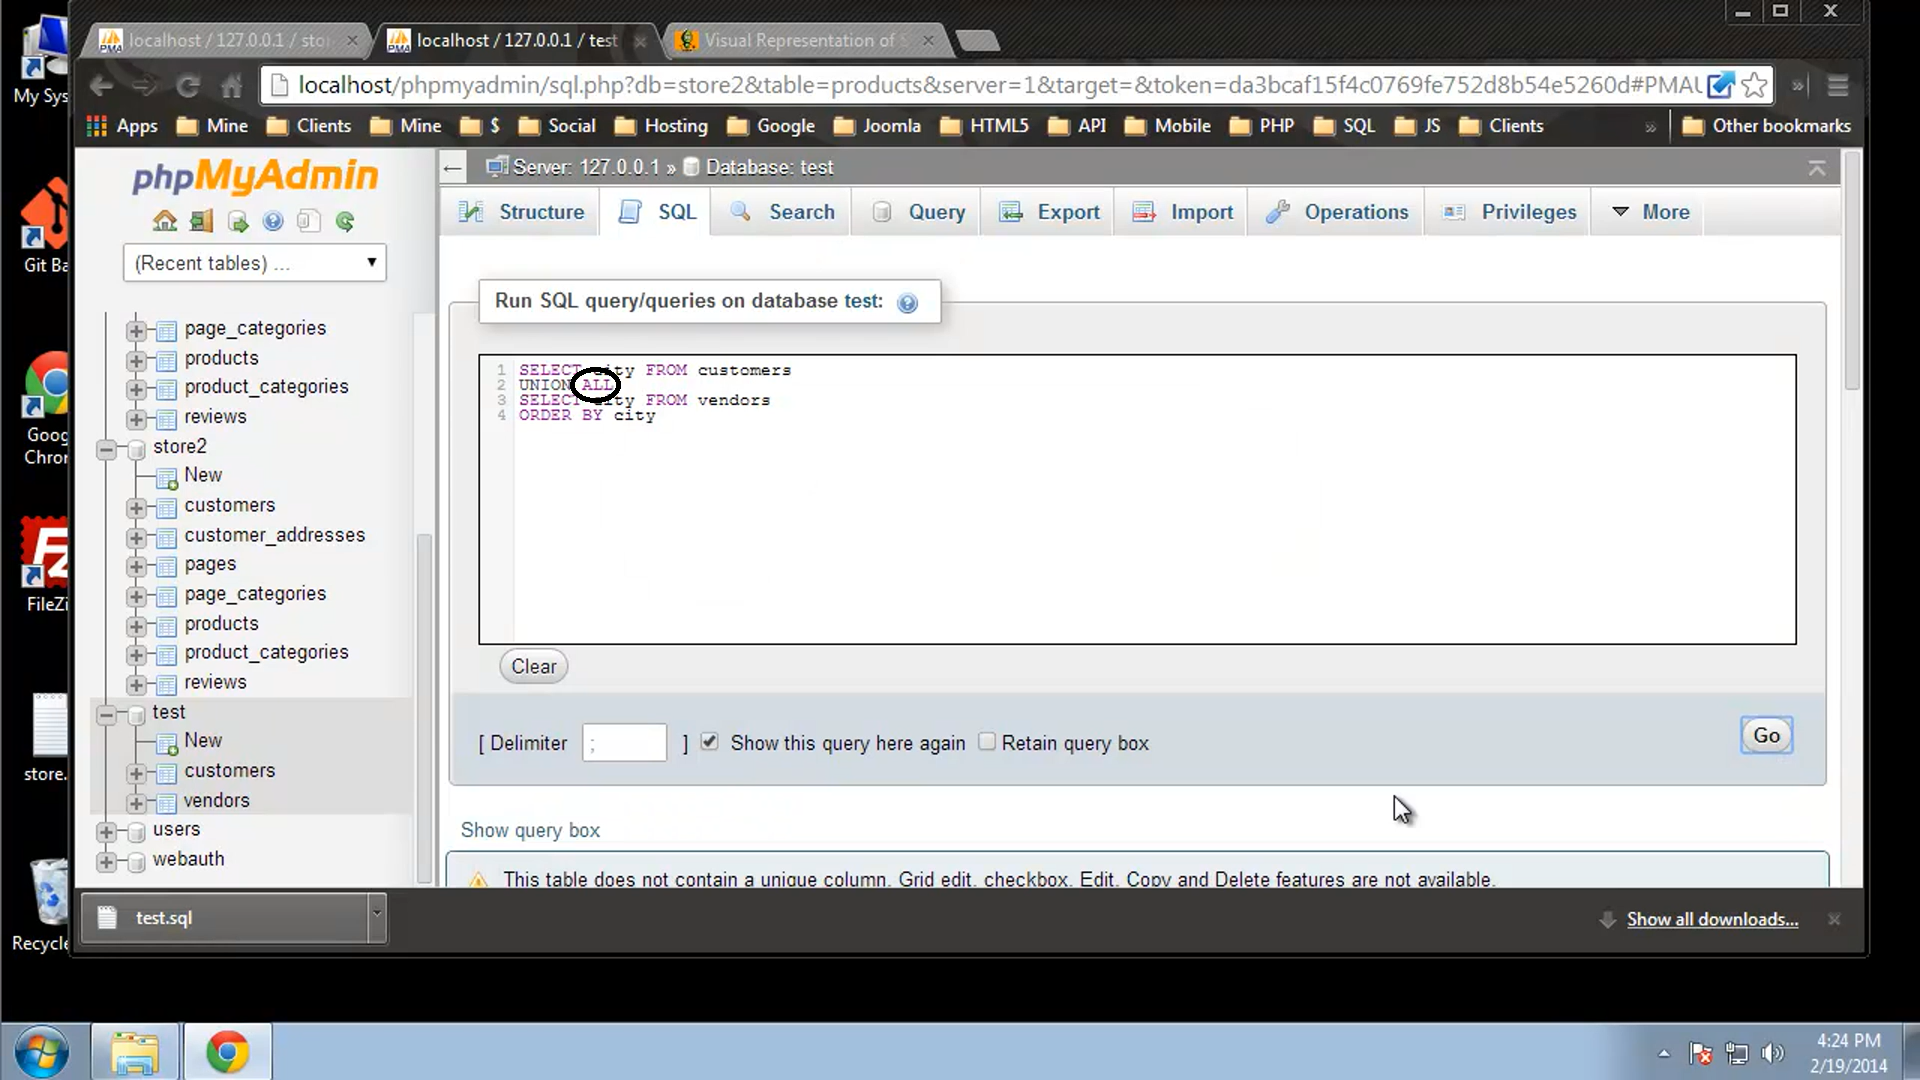 My Sys
Git Ba
Goog
Chron
FileZi
store.
Recycle
localhost / 127.0.0.1 / stor
localhost / 127.0.0.1 / test
Visual Representation of S
localhost/phpmyadmin/sql.php?db=store2&table=products&server=1&target=&token=da3bcaf15f4c0769fe752d8b54e5260d#PMAU
Apps Mine Clients Mine $ Social Hosting Google Joomla HTML5 API Mobile PHP SQL JS Clients » Other bookmarks
phpMyAdmin
(Recent tables) ...
page_categories
products
product_categories
reviews
store2
New
customers
customer_addresses
pages
page_categories
products
product_categories
reviews
test
New
customers
vendors
users
webauth
Server: 127.0.0.1 » Database: test
Structure SQL Search Query Export Import Operations Privileges More
Run SQL query/queries on database test:
1 SELECT city FROM customers
2 UNION ALL
3 SELECT city FROM vendors
4 ORDER BY city
Clear
[ Delimiter ; ] Show this query here again Retain query box
Go
Show query box
This table does not contain a unique column. Grid edit, checkbox, Edit, Copy and Delete features are not available.
test.sql
Show all downloads...
4:24 PM
2/19/2014